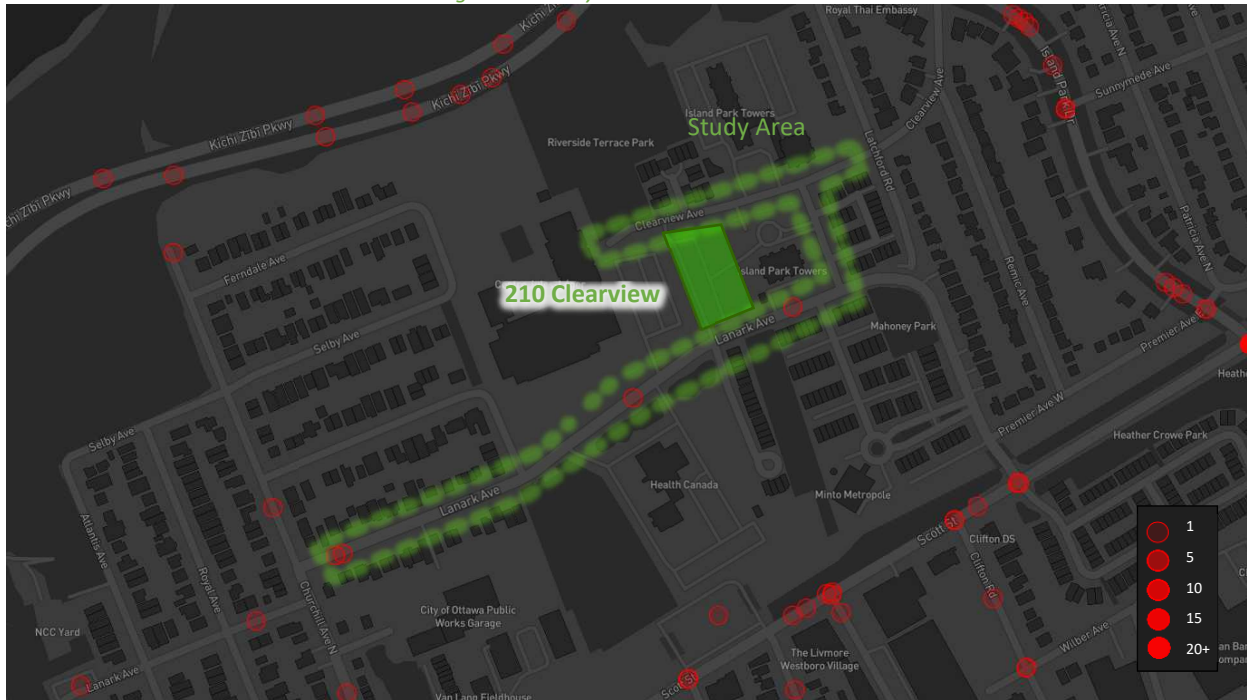 Royal Thai Embassy
Kichi Zibi Pkwy
Kichi Zibi Pkwy
Kichi Zibi Pkwy
Island Park Dr
Sunnymede Ave
Island Park Towers
Study Area
Clearview Ave
Riverside Terrace Park
Latchford Rd
Clearview Ave
Patricia Ave N
Ferndale Ave
Island Park Towers
210 Clearview
Remic Ave
Lanark Ave
Mahoney Park
Premier Ave E
Selby Ave
Selby Ave
Premier Ave W
Heather Crowe Park
Lanark Ave
Health Canada
Minto Metropole
Scott St
Clifton DS
Atlantis Ave
Royal Ave
Churchill Ave N
Clifton Rd
1
5
10
15
20+
City of Ottawa Public
Works Garage
NCC Yard
Wilber Ave
The Livmore
Westboro Village
Lanark Ave
Van Lang Fieldhouse
Scott St